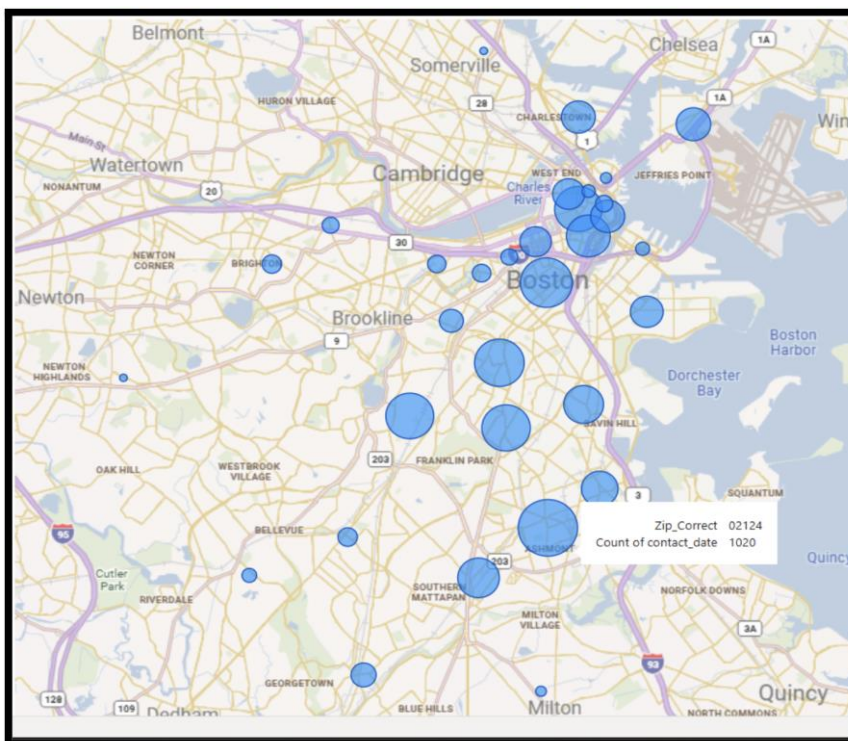 Belmont
Somerville
Chelsea
1A
HURON VILLAGE
28
1A
CHARLESTOWN
1
Win
Main St
Watertown
Cambridge
WEST END
JEFFRIES POINT
NONANTUM
20
Charles
River
30
NEWTON
CORNER
BRIGHTON
Boston
Newton
Brookline
9
Boston
Harbor
NEWTON
HIGHLANDS
Dorchester
Bay
SAVIN HILL
OAK HILL
WESTBROOK
VILLAGE
203
FRANKLIN PARK
3
SQUANTUM
95
BELLEVUE
Zip_Correct 02124
Count of contact_date 1020
ASHMONT
203
Quincy
Cutler
Park
RIVERDALE
SOUTHERN
MATTAPAN
NORFOLK DOWNS
MILTON
VILLAGE
3A
93
GEORGETOWN
128
109
Dedham
BLUE HILLS
Milton
Quincy
NORTH COMMONS